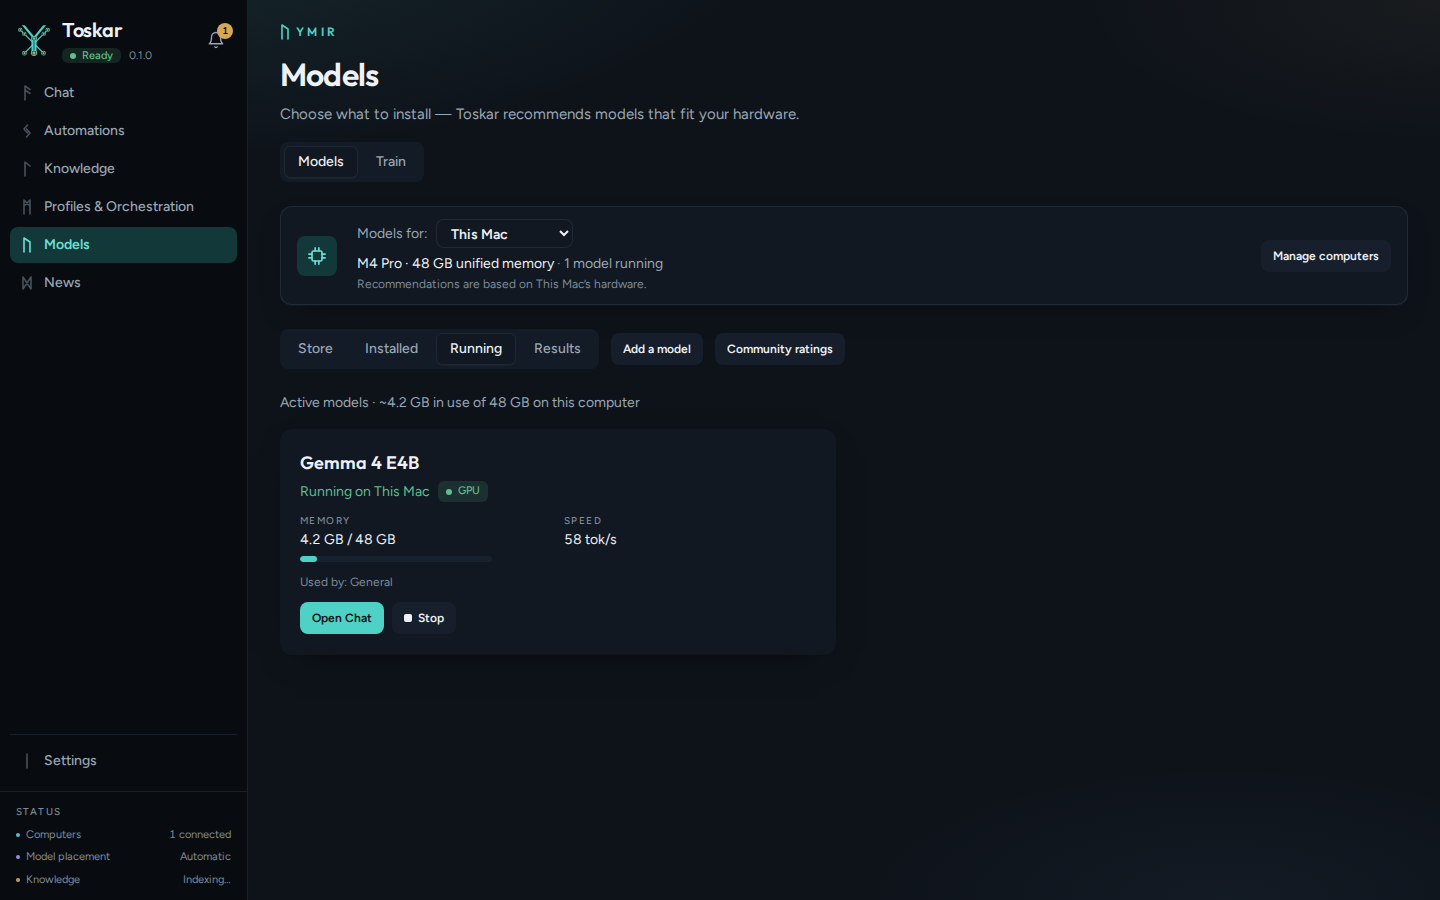 Toskar
Ready 0.1.0
1
Chat
Automations
Knowledge
Profiles & Orchestration
Models
News
Settings
STATUS
Computers 1 connected
Model placement Automatic
Knowledge Indexing...
YMIR
Models
Choose what to install — Toskar recommends models that fit your hardware.
Models Train
Models for: This Mac
M4 Pro · 48 GB unified memory · 1 model running
Recommendations are based on This Mac's hardware.
Manage computers
Store Installed Running Results Add a model Community ratings
Active models · ~4.2 GB in use of 48 GB on this computer
Gemma 4 E4B
Running on This Mac GPU
MEMORY SPEED
4.2 GB / 48 GB 58 tok/s
Used by: General
Open Chat Stop